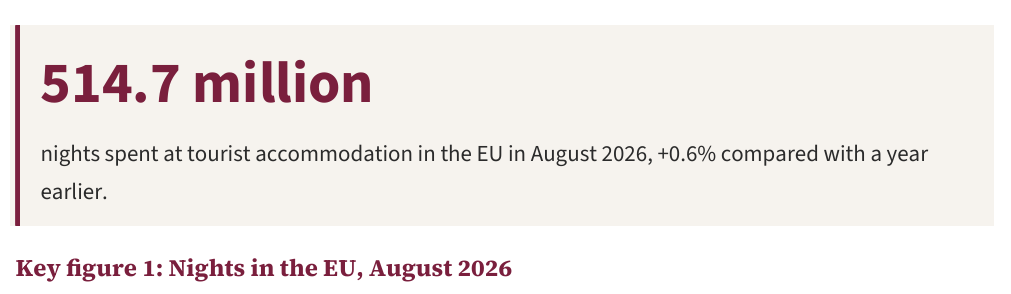 514.7 million
nights spent at tourist accommodation in the EU in August 2026, +0.6% compared with a year
earlier.
Key figure 1: Nights in the EU, August 2026